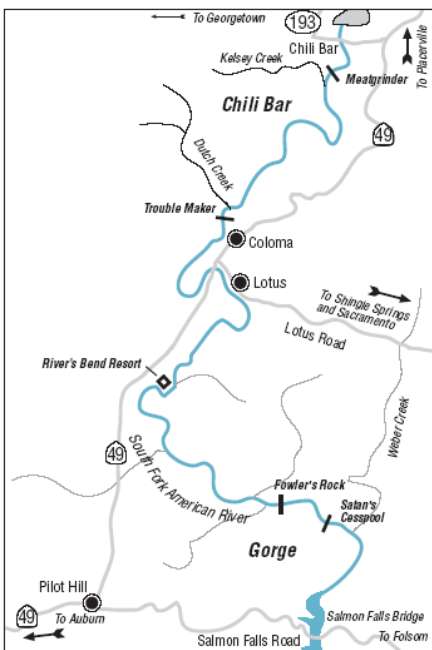 To Georgetown
193
Chili Bar
To Placerville
Kelsey Creek
Meatgrinder
Chili Bar
49
Dutch Creek
Trouble Maker
Coloma
Lotus
To Shingle Springs
and Sacramento
Lotus Road
River's Bend Resort
Weber Creek
49
South Fork American River
Fowler's Rock
Satan's
Cesspool
Gorge
Pilot Hill
49
To Auburn
Salmon Falls Bridge
To Folsom
Salmon Falls Road